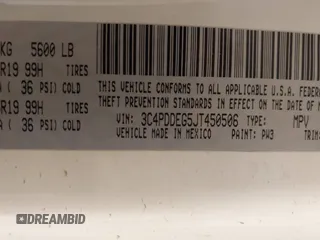 KG 5600 LB
R19 99H TIRES
A ( 36 PSI) COLD
R19 99H TIRES
A ( 36 PSI) COLD
THIS VEHICLE CONFORMS TO ALL APPLICABLE U.S.A.
THEFT PREVENTION STANDARDS IN EFFECT ON THE DATE OF M
VIN: 3C4PDDEG5JT450506 TYPE: MPV
VEHICLE MADE IN MEXICO PAINT: PW3 TRIM:
DREAMBID